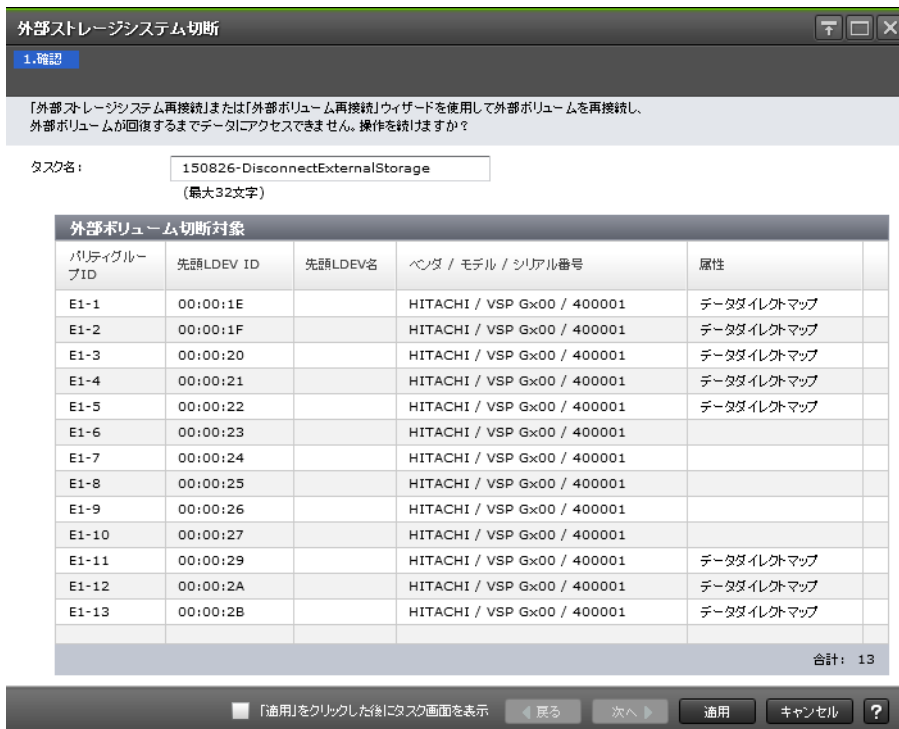 外部ストレージシステム切断
1.確認
「外部ストレージシステム再接続」または「外部ボリューム再接続」ウィザードを使用して外部ボリュームを再接続し、
外部ボリュームが回復するまでデータにアクセスできません。操作を続けますか？
タスク名： 150826-DisconnectExternalStorage
(最大32文字)
外部ボリューム切断対象
パリティグループID 先頭LDEV ID 先頭LDEV名 ベンダ / モデル / シリアル番号 属性
E1-1 00:00:1E HITACHI / VSP Gx00 / 400001 データダイレクトマップ
E1-2 00:00:1F HITACHI / VSP Gx00 / 400001 データダイレクトマップ
E1-3 00:00:20 HITACHI / VSP Gx00 / 400001 データダイレクトマップ
E1-4 00:00:21 HITACHI / VSP Gx00 / 400001 データダイレクトマップ
E1-5 00:00:22 HITACHI / VSP Gx00 / 400001 データダイレクトマップ
E1-6 00:00:23 HITACHI / VSP Gx00 / 400001
E1-7 00:00:24 HITACHI / VSP Gx00 / 400001
E1-8 00:00:25 HITACHI / VSP Gx00 / 400001
E1-9 00:00:26 HITACHI / VSP Gx00 / 400001
E1-10 00:00:27 HITACHI / VSP Gx00 / 400001
E1-11 00:00:29 HITACHI / VSP Gx00 / 400001 データダイレクトマップ
E1-12 00:00:2A HITACHI / VSP Gx00 / 400001 データダイレクトマップ
E1-13 00:00:2B HITACHI / VSP Gx00 / 400001 データダイレクトマップ
合計： 13
「適用」をクリックした後にタスク画面を表示 戻る 次へ 適用 キャンセル ?